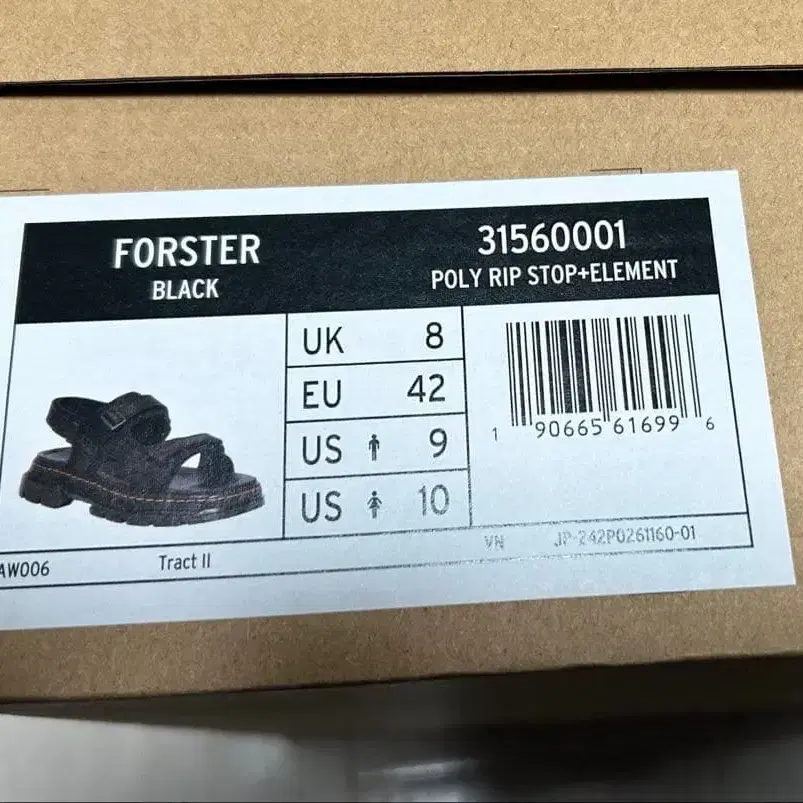 FORSTER
BLACK
31560001
POLY RIP STOP+ELEMENT
UK 8
EU 42
US 9
US 10
1 90665 61699 6
VN JP-242P0261160-01
AW006 Tract II